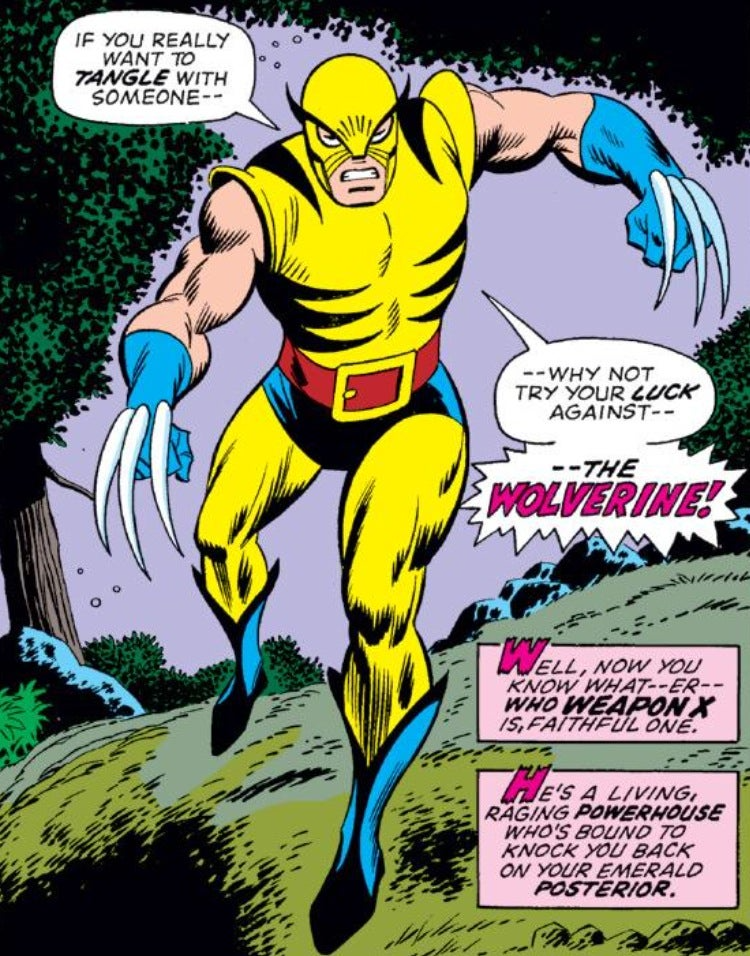 IF YOU REALLY
WANT TO
TANGLE WITH
SOMEONE--
--WHY NOT
TRY YOUR LUCK
AGAINST--
--THE
WOLVERINE!
WELL, NOW YOU
KNOW WHAT--ER--
WHO WEAPON X
IS, FAITHFUL ONE.
HE'S A LIVING,
RAGING POWERHOUSE
WHO'S BOUND TO
KNOCK YOU BACK
ON YOUR EMERALD
POSTERIOR.